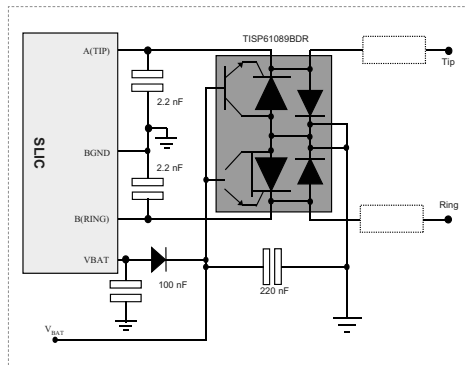 TISP61089BDR
A(TIP)
Tip
2.2 nF
SLIC
BGND
2.2 nF
Ring
B(RING)
VBAT
100 nF
220 nF
VBAT